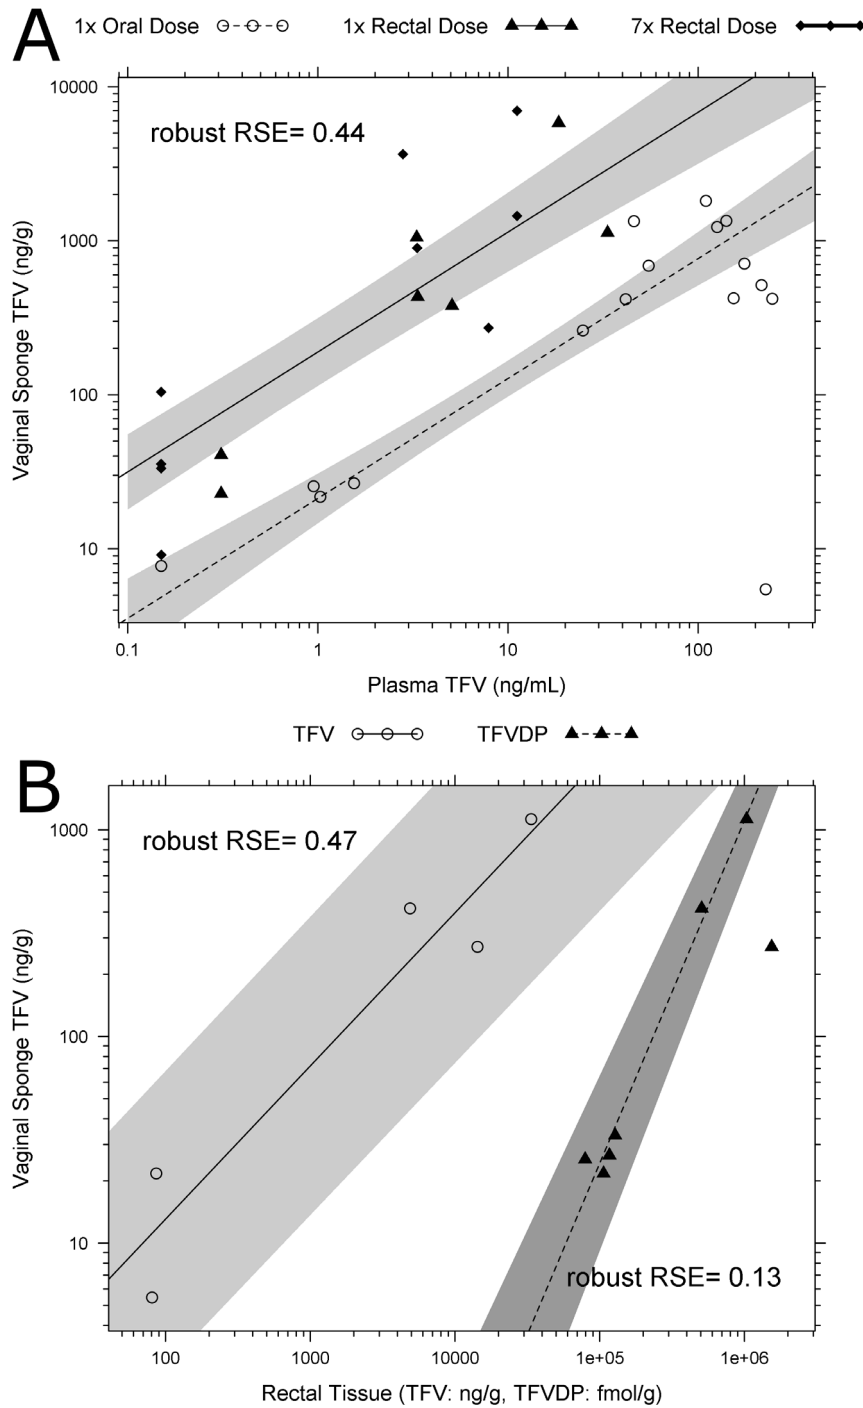 A
1x Oral Dose 1x Rectal Dose 7x Rectal Dose
robust RSE= 0.44
Vaginal Sponge TFV (ng/g)
10000
1000
100
10
0.1 1 10 100
Plasma TFV (ng/mL)
TFV TFVDP
B
robust RSE= 0.47
Vaginal Sponge TFV (ng/g)
1000
100
10
robust RSE= 0.13
100 1000 10000 1e+05 1e+06
Rectal Tissue (TFV: ng/g, TFVDP: fmol/g)